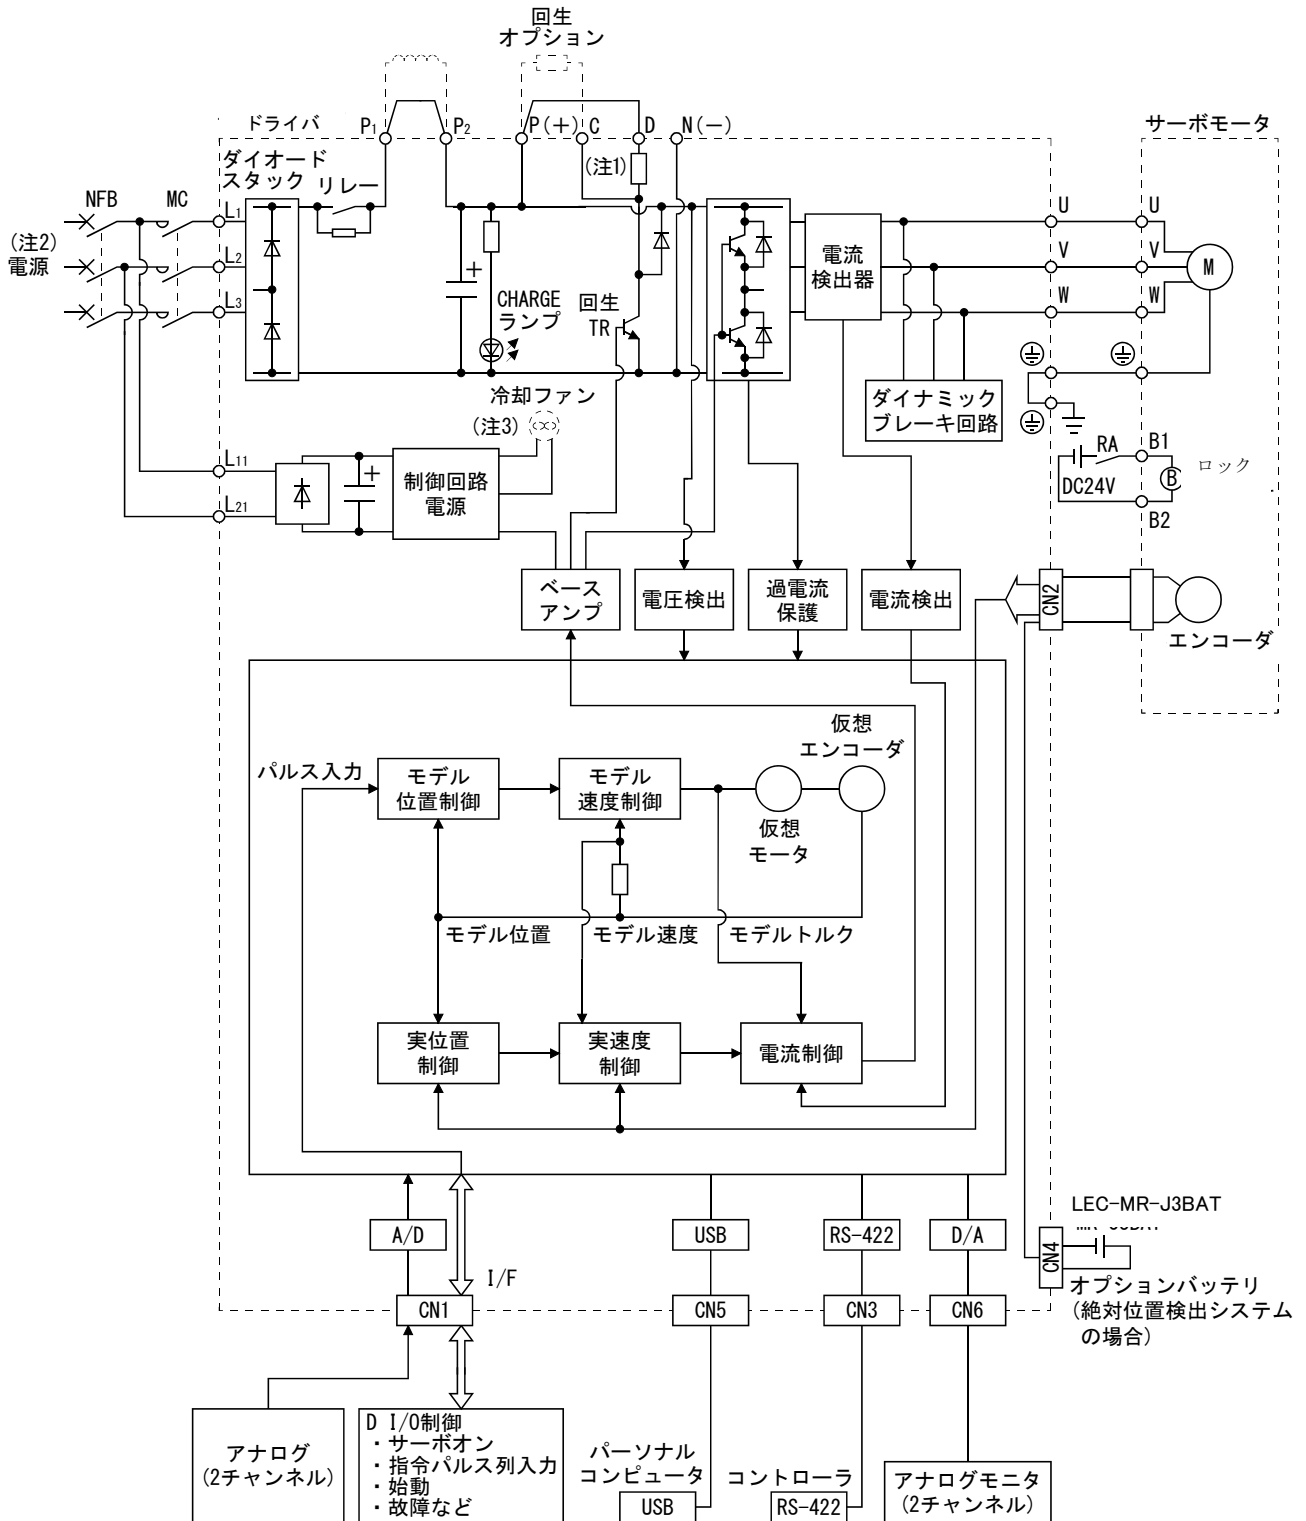 回生
オプション
ドライバ
P₁
P₂
P(+)
C
D
N(－)
サーボモータ
ダイオード
スタック
リレー
(注1)
NFB
MC
L₁
L₂
L₃
(注2)
電源
CHARGE
ランプ
回生
TR
電流
検出器
U
V
W
U
V
W
M
冷却ファン
(注3)
ダイナミック
ブレーキ回路
RA
B1
ロック
DC24V
B
B2
L₁₁
L₂₁
制御回路
電源
ベース
アンプ
電圧検出
過電流
保護
電流検出
CN2
エンコーダ
仮想
エンコーダ
パルス入力
モデル
位置制御
モデル
速度制御
仮想
モータ
モデル位置
モデル速度
モデルトルク
実位置
制御
実速度
制御
電流制御
LEC-MR-J3BAT
A/D
USB
RS-422
D/A
CN4
I/F
オプションバッテリ
(絶対位置検出システム
の場合)
CN1
CN5
CN3
CN6
アナログ
(2チャンネル)
D I/O制御
・サーボオン
・指令パルス列入力
・始動
・故障など
パーソナル
コンピュータ
USB
コントローラ
RS-422
アナログモニタ
(2チャンネル)